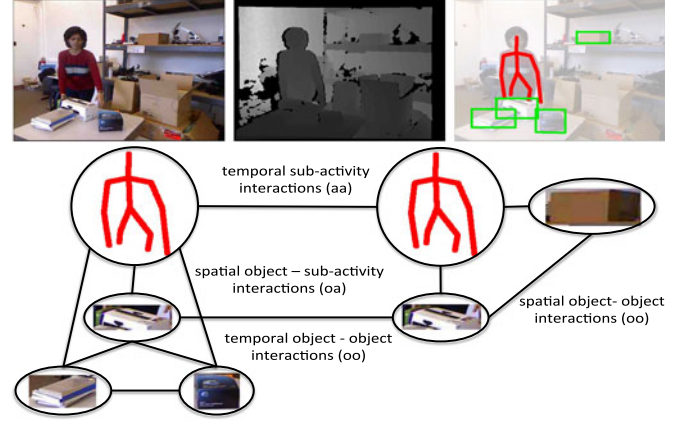 temporal sub-activity
interactions (aa)
spatial object – sub-activity
interactions (oa)
spatial object- object
interactions (oo)
temporal object - object
interactions (oo)